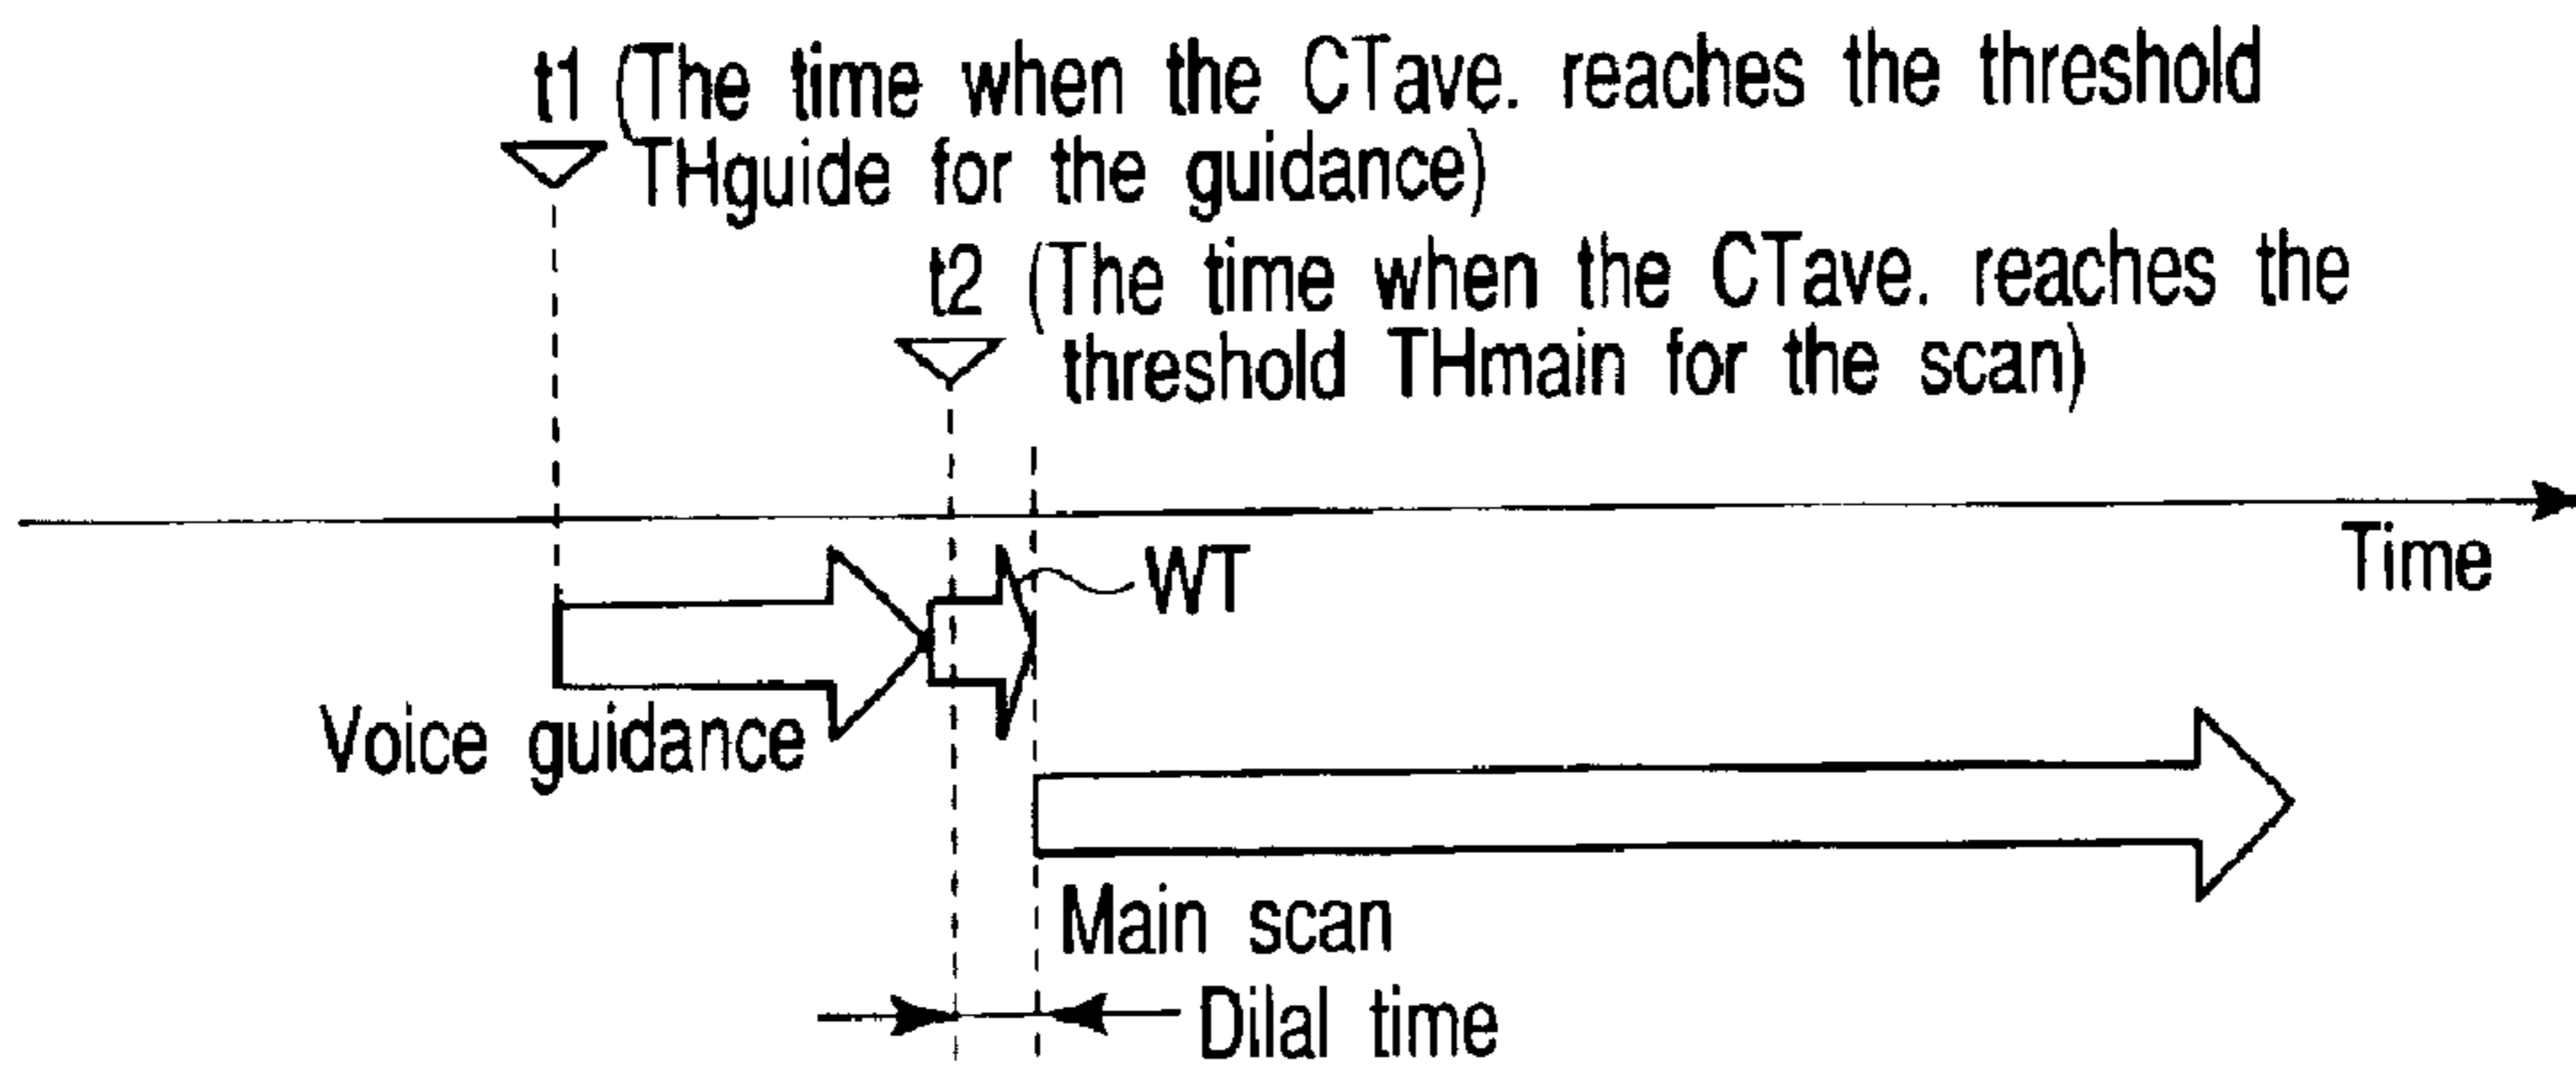 t1 (The time when the CTave. reaches the threshold
THguide for the guidance)
t2 (The time when the CTave. reaches the
threshold THmain for the scan)
Time
WT
Voice guidance
Main scan
Dilal time